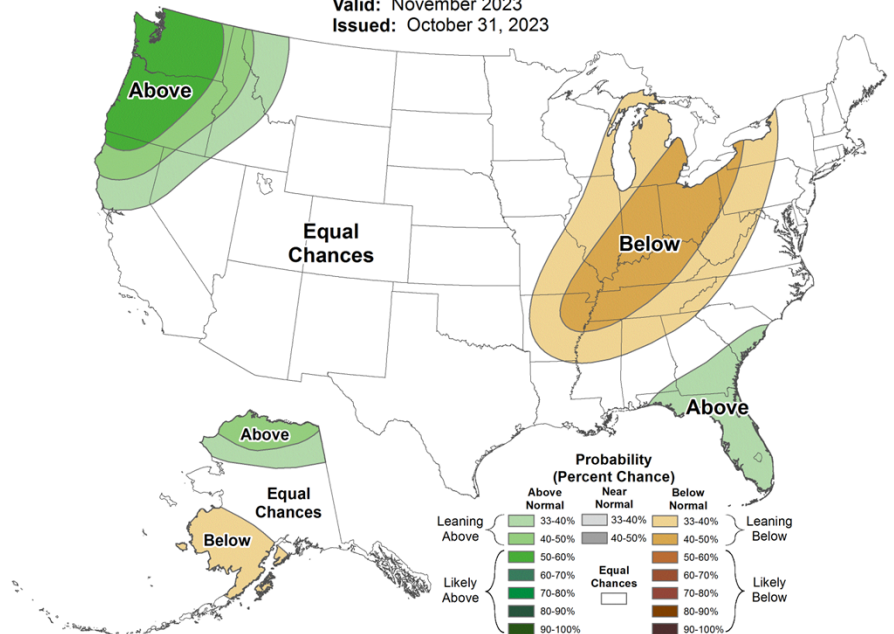 Valid: November 2023
Issued: October 31, 2023
Above
Equal
Chances
Below
Above
Above
Equal
Chances
Below
Probability
(Percent Chance)
Above
Normal
Near
Normal
Below
Normal
Leaning
Above
33-40%
33-40%
33-40%
Leaning
Below
40-50%
40-50%
40-50%
Likely
Above
50-60%
50-60%
Likely
Below
60-70%
Equal
Chances
60-70%
70-80%
70-80%
80-90%
80-90%
90-100%
90-100%